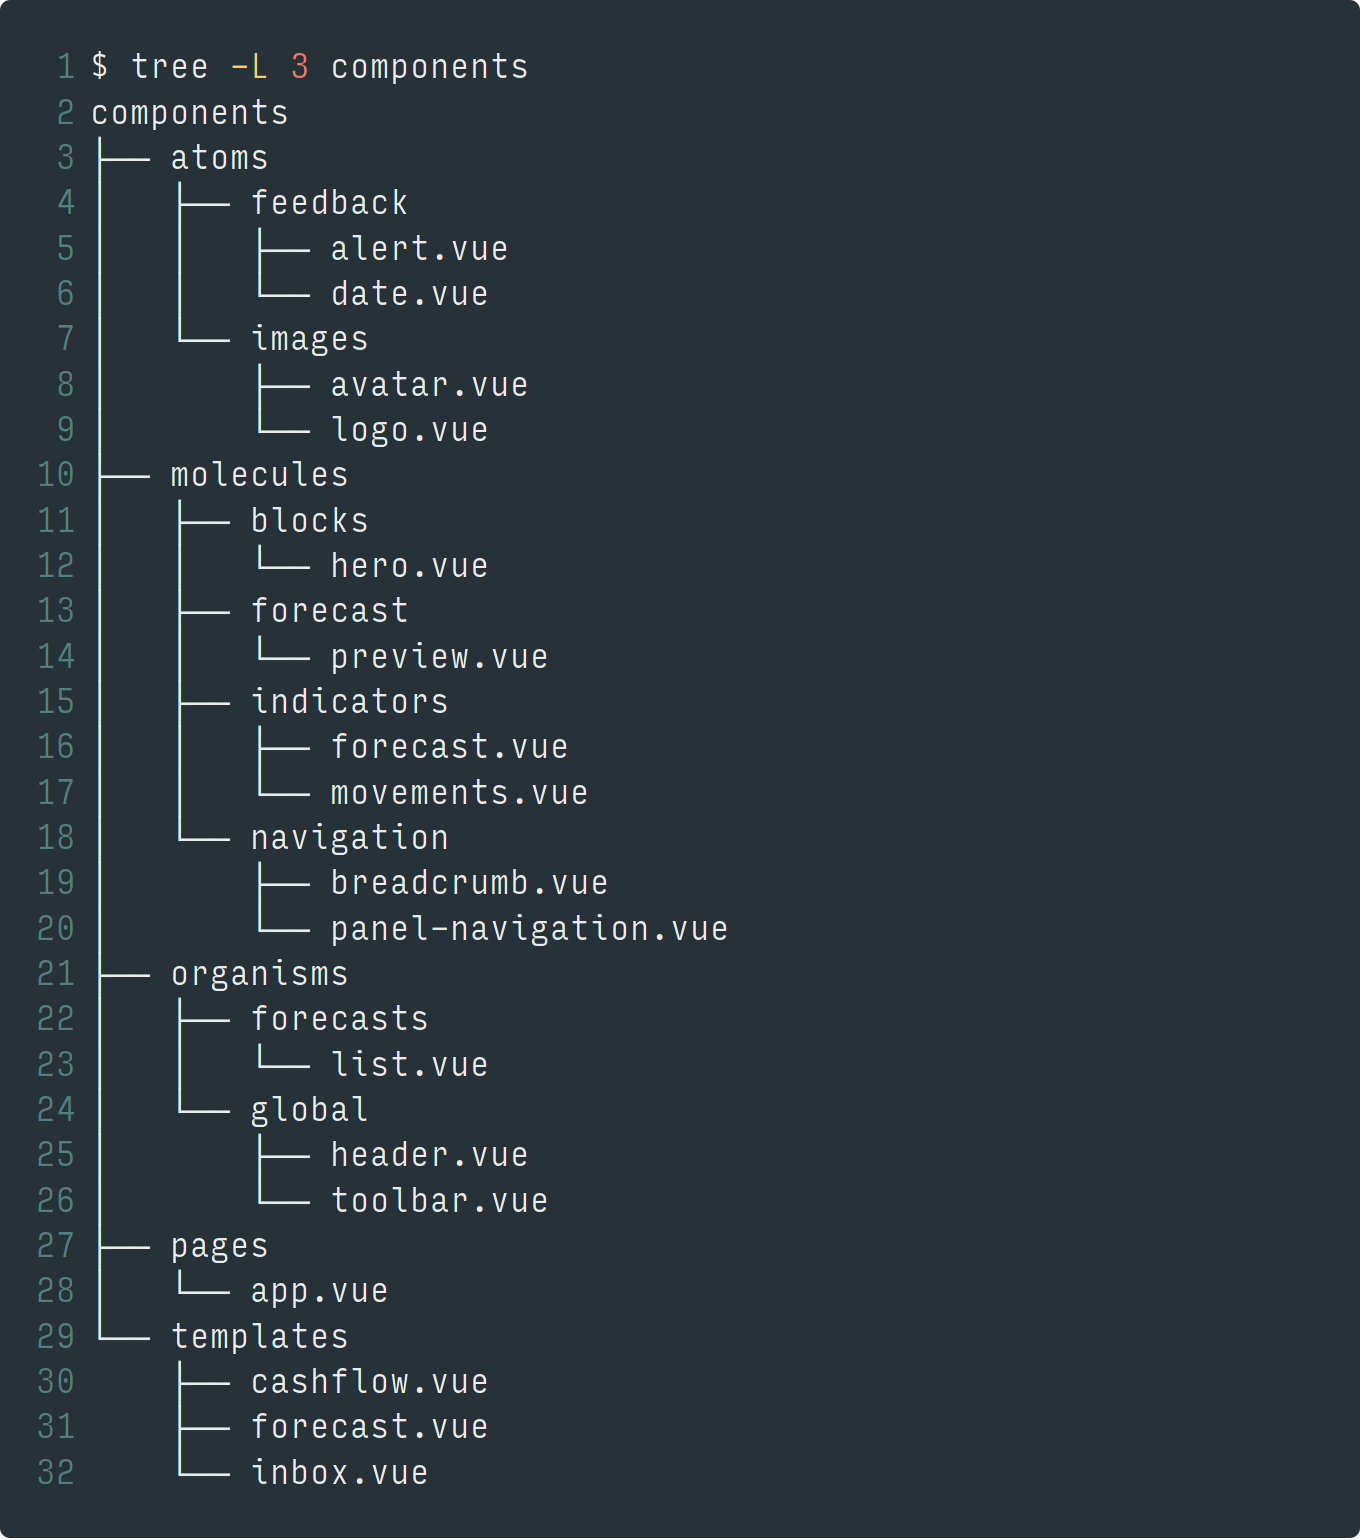 1 $ tree -L 3 components
2 components
3 ├── atoms
4 │   ├── feedback
5 │   │   ├── alert.vue
6 │   │   └── date.vue
7 │   └── images
8 │       ├── avatar.vue
9 │       └── logo.vue
10 ├── molecules
11 │   ├── blocks
12 │   │   └── hero.vue
13 │   ├── forecast
14 │   │   └── preview.vue
15 │   ├── indicators
16 │   │   ├── forecast.vue
17 │   │   └── movements.vue
18 │   └── navigation
19 │       ├── breadcrumb.vue
20 │       └── panel-navigation.vue
21 ├── organisms
22 │   ├── forecasts
23 │   │   └── list.vue
24 │   └── global
25 │       ├── header.vue
26 │       └── toolbar.vue
27 ├── pages
28 │   └── app.vue
29 └── templates
30     ├── cashflow.vue
31     ├── forecast.vue
32     └── inbox.vue